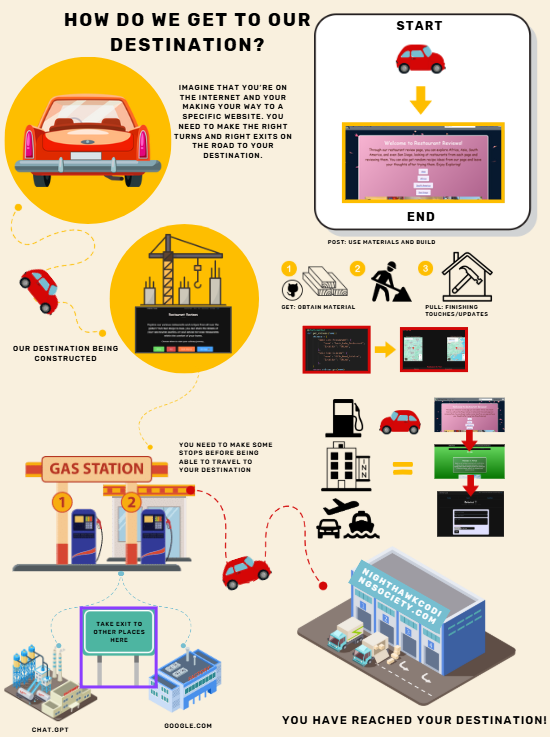 HOW DO WE GET TO OUR
DESTINATION?
IMAGINE THAT YOU'RE ON
THE INTERNET AND YOUR
MAKING YOUR WAY TO A
SPECIFIC WEBSITE. YOU
NEED TO MAKE THE RIGHT
TURNS AND RIGHT EXITS ON
THE ROAD TO YOUR
DESTINATION.
START
Welcome to Restaurant Reviews!
END
POST: USE MATERIALS AND BUILD
1
2
3
GET: OBTAIN MATERIAL
PULL: FINISHING
TOUCHES/UPDATES
Restaurant Reviews
OUR DESTINATION BEING
CONSTRUCTED
YOU NEED TO MAKE SOME
STOPS BEFORE BEING
ABLE TO TRAVEL TO
YOUR DESTINATION
GAS STATION
1
2
INN
TAKE EXIT TO
OTHER PLACES
HERE
NIGHTHANKCODI
NGSOCIETY.COM
CHAT.GPT
GOOGLE.COM
YOU HAVE REACHED YOUR DESTINATION!